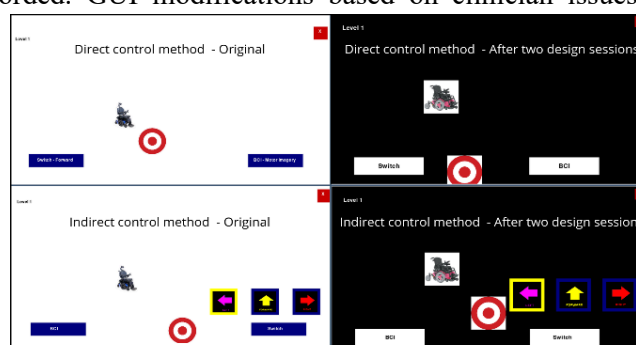 orded. GUI modifications based on clinician issues
Level 1
X
Direct control method - Original
Switch - Forward
BCI - Motor Imagery
Level 1
Direct control method - After two design sessions
Switch
BCI
Level 1
X
Indirect control method - Original
BCI
Switch
Level 1
Indirect control method - After two design session
BCI
Switch